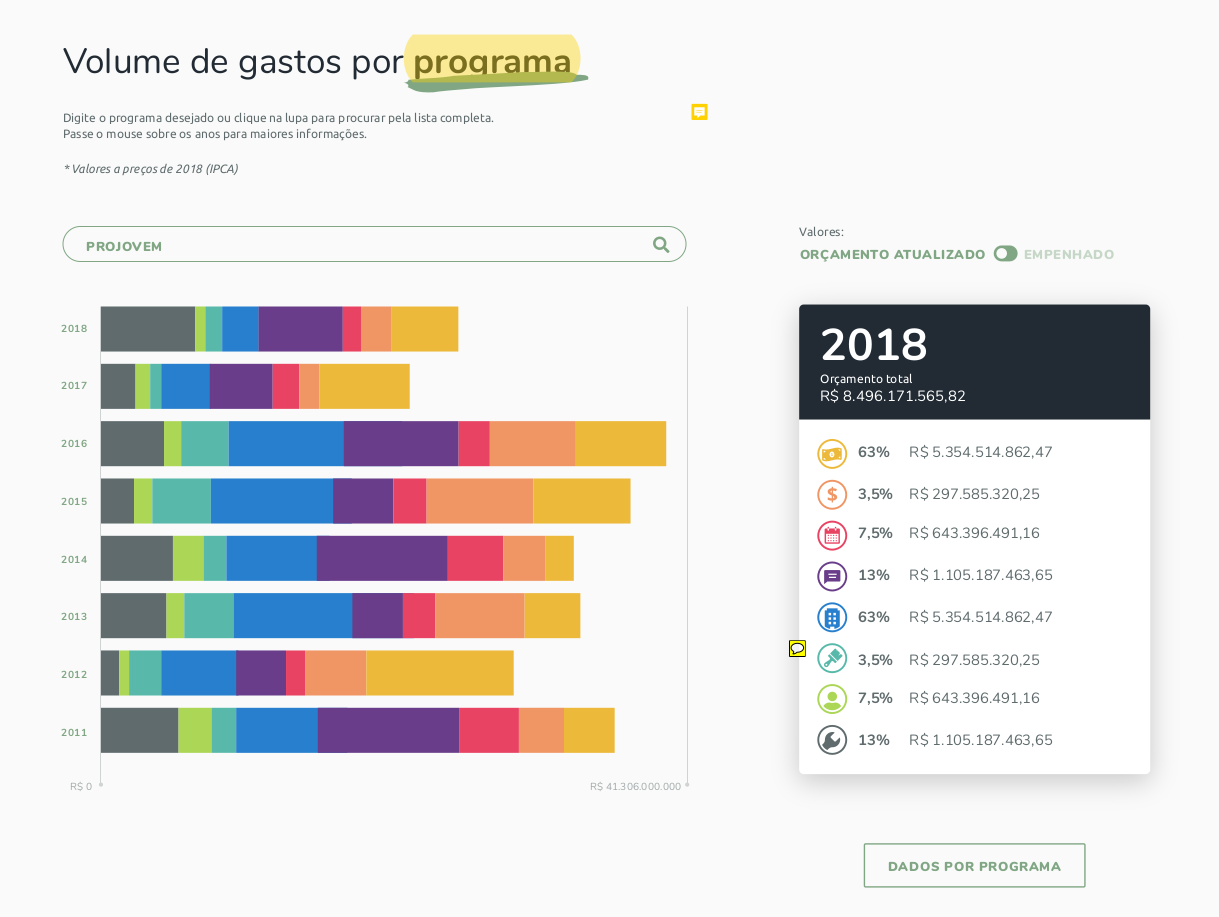 Volume de gastos por programa
Digite o programa desejado ou clique na lupa para procurar pela lista completa.
Passe o mouse sobre os anos para maiores informações.
* Valores a preços de 2018 (IPCA)
PROJOVEM
Valores:
ORÇAMENTO ATUALIZADO EMPENHADO
2018
2017
2016
2015
2014
2013
2012
2011
R$ 0
R$ 41.306.000.000
2018
Orçamento total
R$ 8.496.171.565,82
63% R$ 5.354.514.862,47
$ 3,5% R$ 297.585.320,25
7,5% R$ 643.396.491,16
13% R$ 1.105.187.463,65
63% R$ 5.354.514.862,47
3,5% R$ 297.585.320,25
7,5% R$ 643.396.491,16
13% R$ 1.105.187.463,65
DADOS POR PROGRAMA